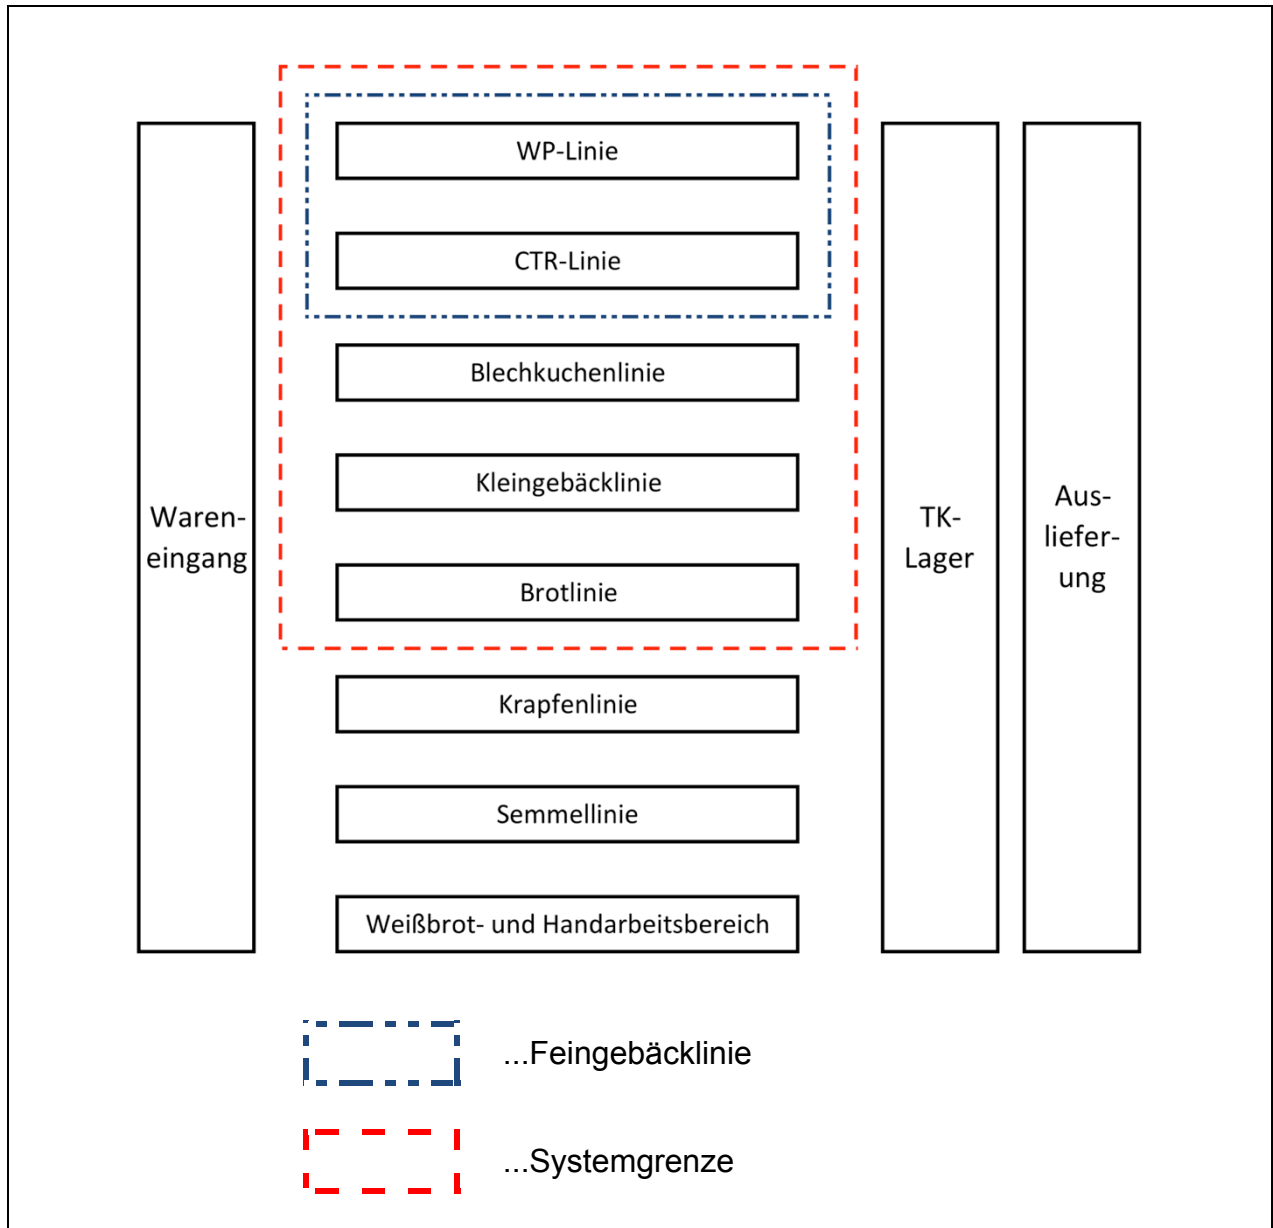 Waren-
eingang
WP-Linie
CTR-Linie
Blechkuchenlinie
Kleingebäcklinie
Brotlinie
Krapfenlinie
Semmellinie
Weißbrot- und Handarbeitsbereich
TK-
Lager
Aus-
liefer-
ung
...Feingebäcklinie
...Systemgrenze